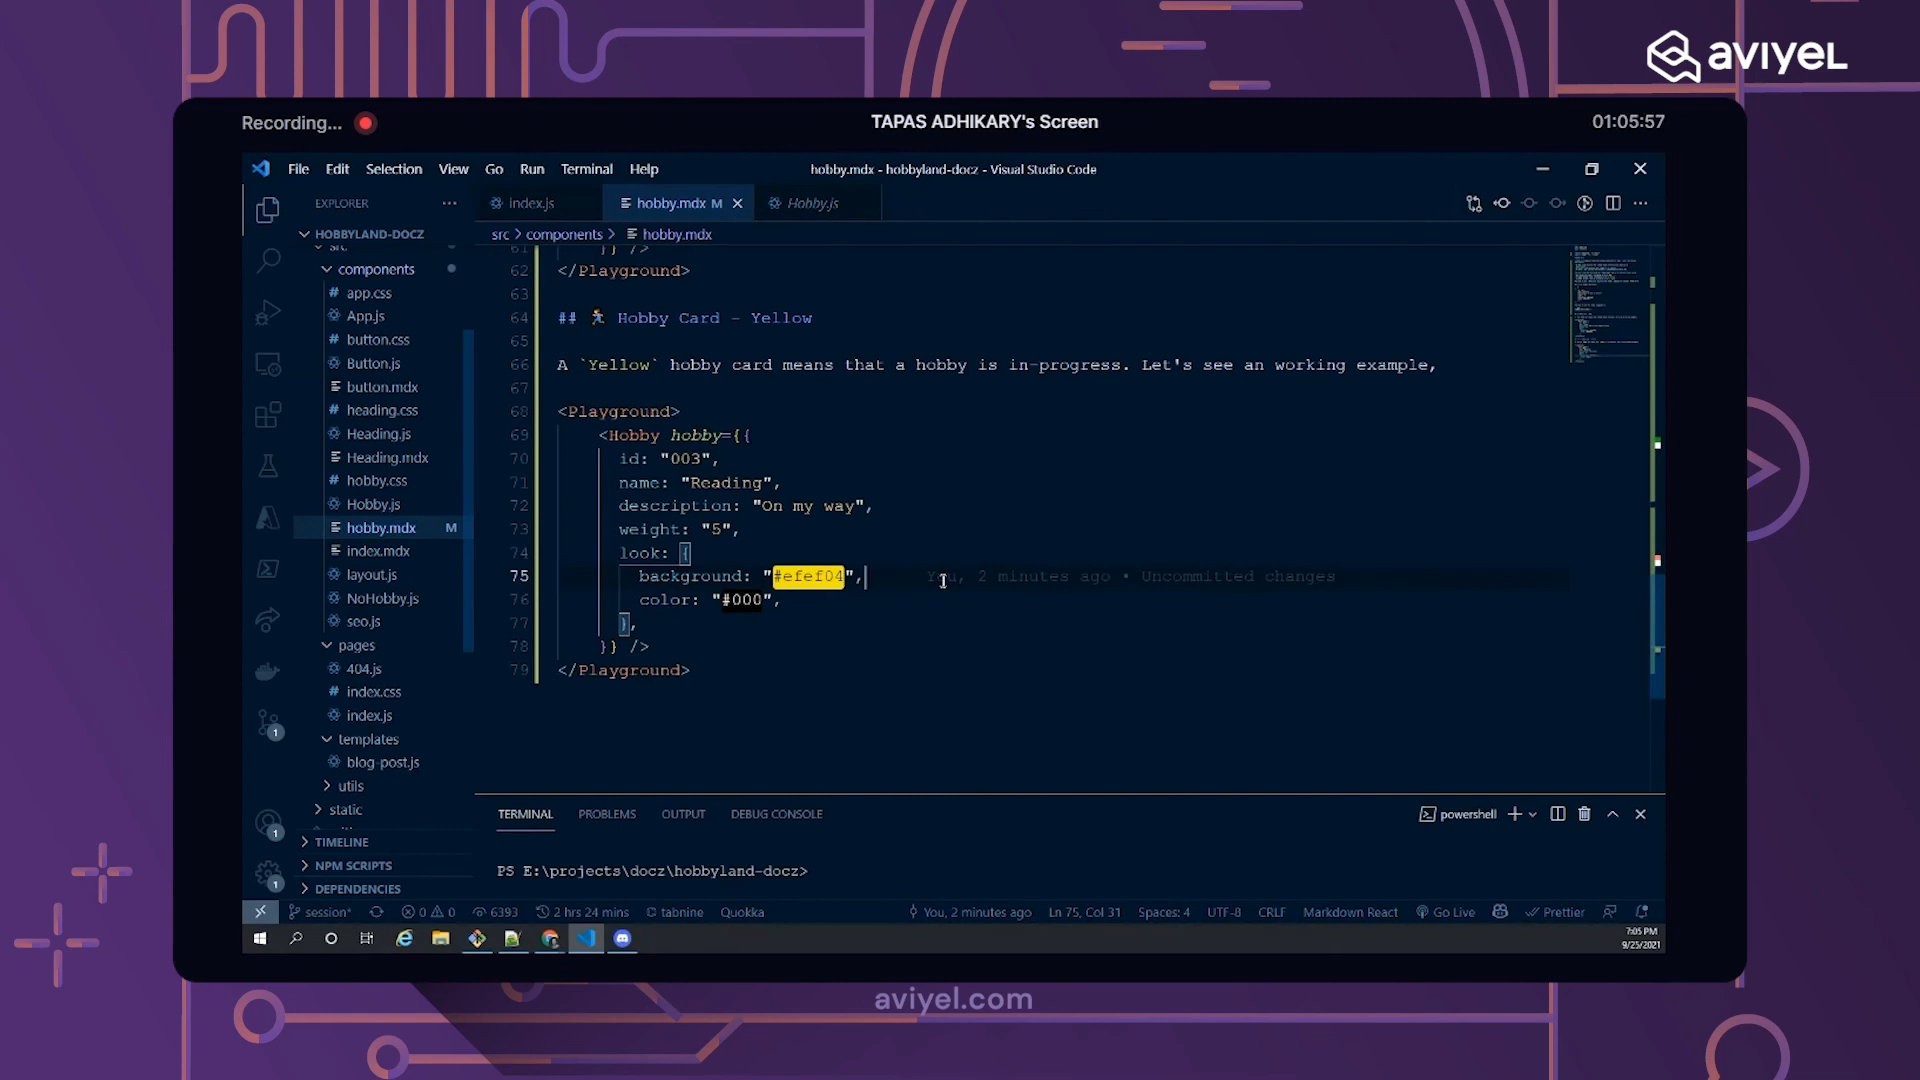 aviyel
Recording...
TAPAS ADHIKARY's Screen
01:05:57
File Edit Selection View Go Run Terminal Help
hobby.mdx - hobbyland-docz - Visual Studio Code
EXPLORER
index.js
hobby.mdx M
Hobby.js
HOBBYLAND-DOCZ
src > components > hobby.mdx
src
components
app.css
App.js
button.css
Button.js
button.mdx
heading.css
Heading.js
Heading.mdx
hobby.css
Hobby.js
hobby.mdx M
index.mdx
layout.js
NoHobby.js
seo.js
pages
404.js
index.css
index.js
templates
blog-post.js
utils
static
TIMELINE
NPM SCRIPTS
DEPENDENCIES
61 }} />
62 </Playground>
63
64 ## 🏃 Hobby Card - Yellow
65
66 A `Yellow` hobby card means that a hobby is in-progress. Let's see an working example,
67
68 <Playground>
69 <Hobby hobby={{
70 id: "003",
71 name: "Reading",
72 description: "On my way",
73 weight: "5",
74 look: {
75 background: "#efef04", You, 2 minutes ago • Uncommitted changes
76 color: "#000",
77 },
78 }} />
79 </Playground>
1
1
1
TERMINAL PROBLEMS OUTPUT DEBUG CONSOLE
powershell
PS E:\projects\docz\hobbyland-docz>
session* 0 0 6393 2 hrs 24 mins tabnine Quokka You, 2 minutes ago Ln 75, Col 31 Spaces: 4 UTF-8 CRLF Markdown React Go Live Prettier
7:05 PM
9/25/2021
aviyel.com